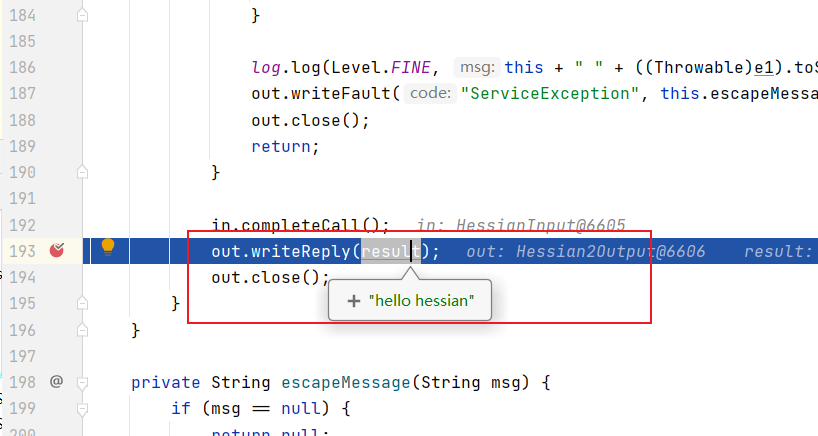 184 }
185
186 log.log(Level.FINE, msg: this + " " + ((Throwable)e1).toS
187 out.writeFault( code: "ServiceException", this.escapeMessa
188 out.close();
189 return;
190 }
191
192 in.completeCall(); in: HessianInput@6605
193 out.writeReply(result); out: Hessian2Output@6606 result:
194 out.close();
+ "hello hessian"
195 }
196 }
197
198 @ private String escapeMessage(String msg) {
199 if (msg == null) {
200 return null;